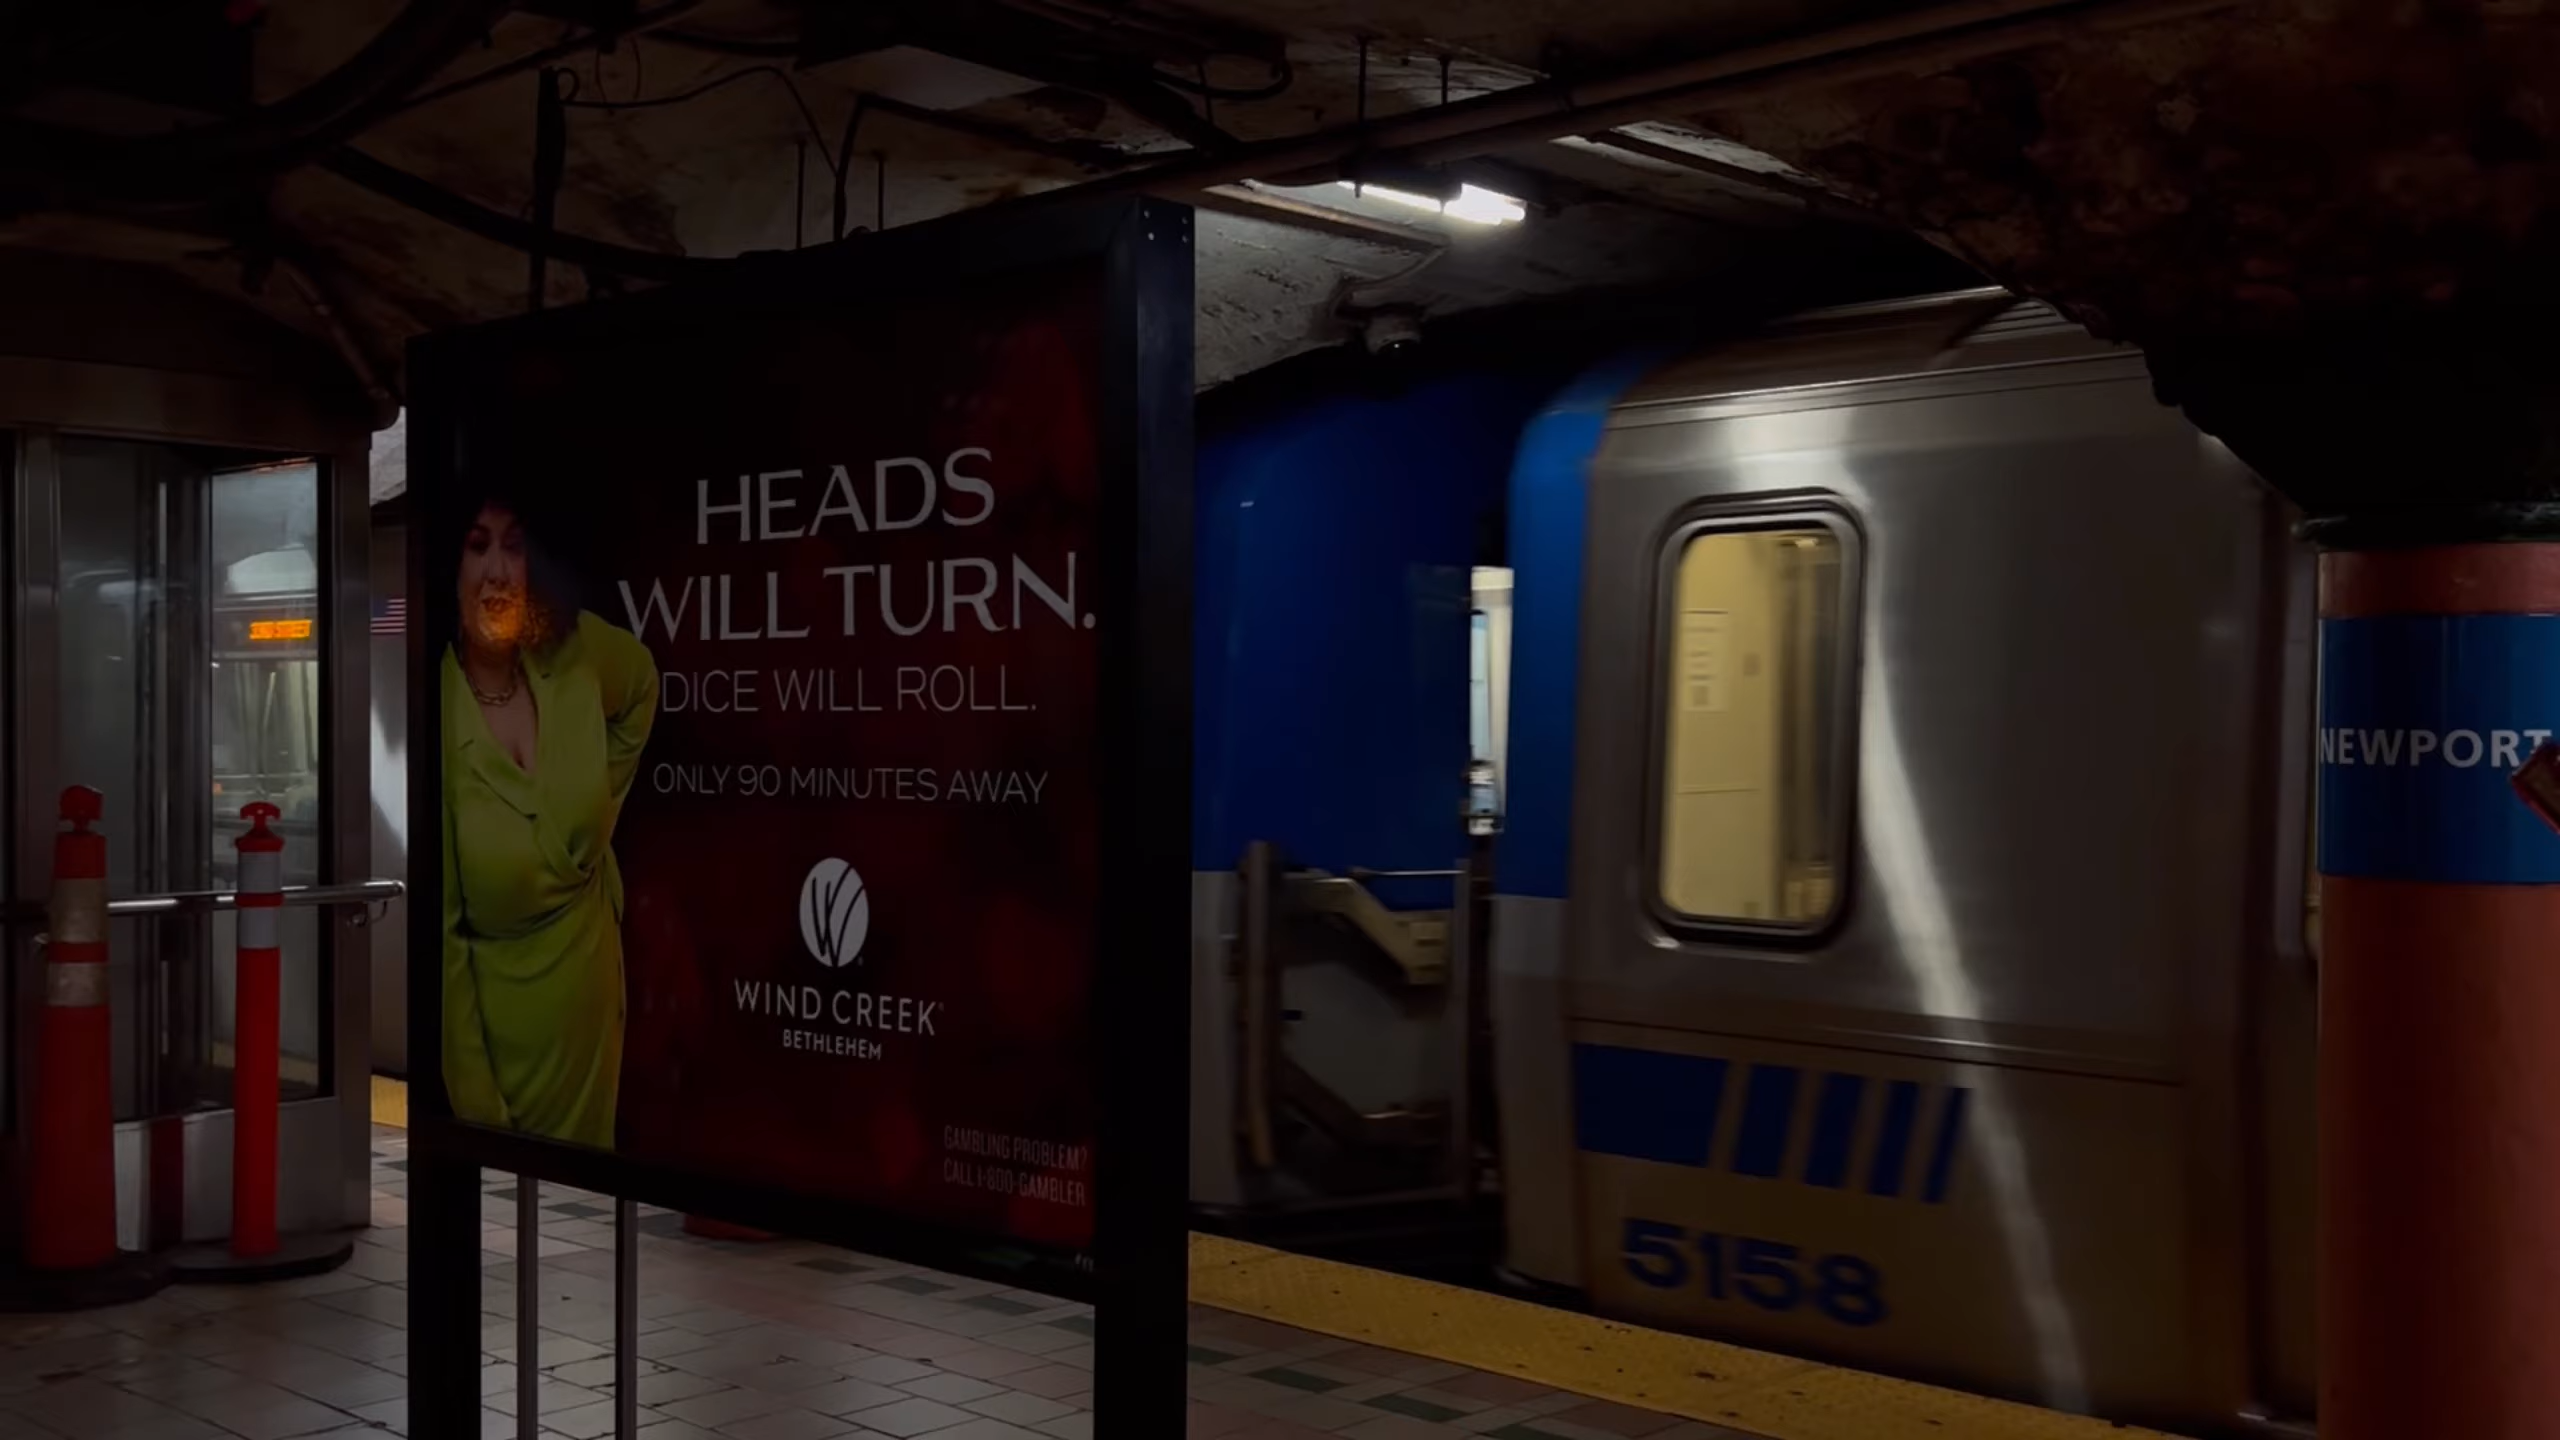 HEADS
WILL TURN.
DICE WILL ROLL.
ONLY 90 MINUTES AWAY
WIND CREEK®
BETHLEHEM
GAMBLING PROBLEM?
CALL 1-800-GAMBLER
5158
NEWPORT